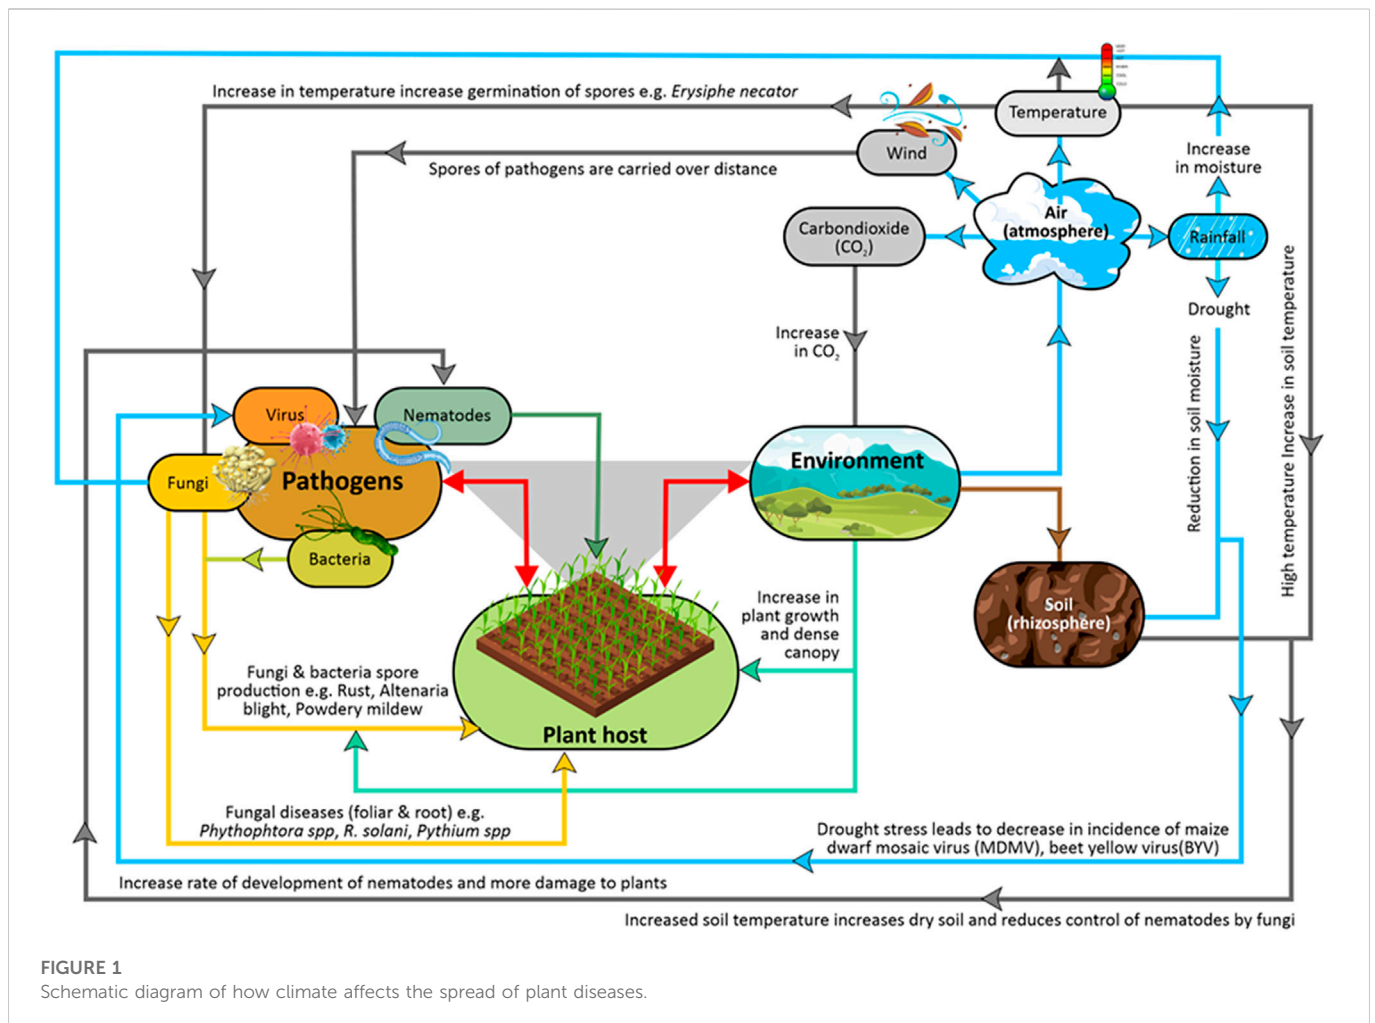 Increase in temperature increase germination of spores e.g. Erysiphe necator
Temperature
Wind
Spores of pathogens are carried over distance
Increase
in moisture
Air
(atmosphere)
Carbondioxide
(CO₂)
Rainfall
Drought
Increase
in CO₂
Reduction in soil moisture
High temperature Increase in soil temperature
Virus
Nematodes
Fungi
Pathogens
Bacteria
Environment
Soil
(rhizosphere)
Increase in
plant growth
and dense
canopy
Fungi & bacteria spore
production e.g. Rust, Altenaria
blight, Powdery mildew
Plant host
Fungal diseases (foliar & root) e.g.
Phythophtora spp, R. solani, Pythium spp
Drought stress leads to decrease in incidence of maize
dwarf mosaic virus (MDMV), beet yellow virus(BYV)
Increase rate of development of nematodes and more damage to plants
Increased soil temperature increases dry soil and reduces control of nematodes by fungi
FIGURE 1
Schematic diagram of how climate affects the spread of plant diseases.